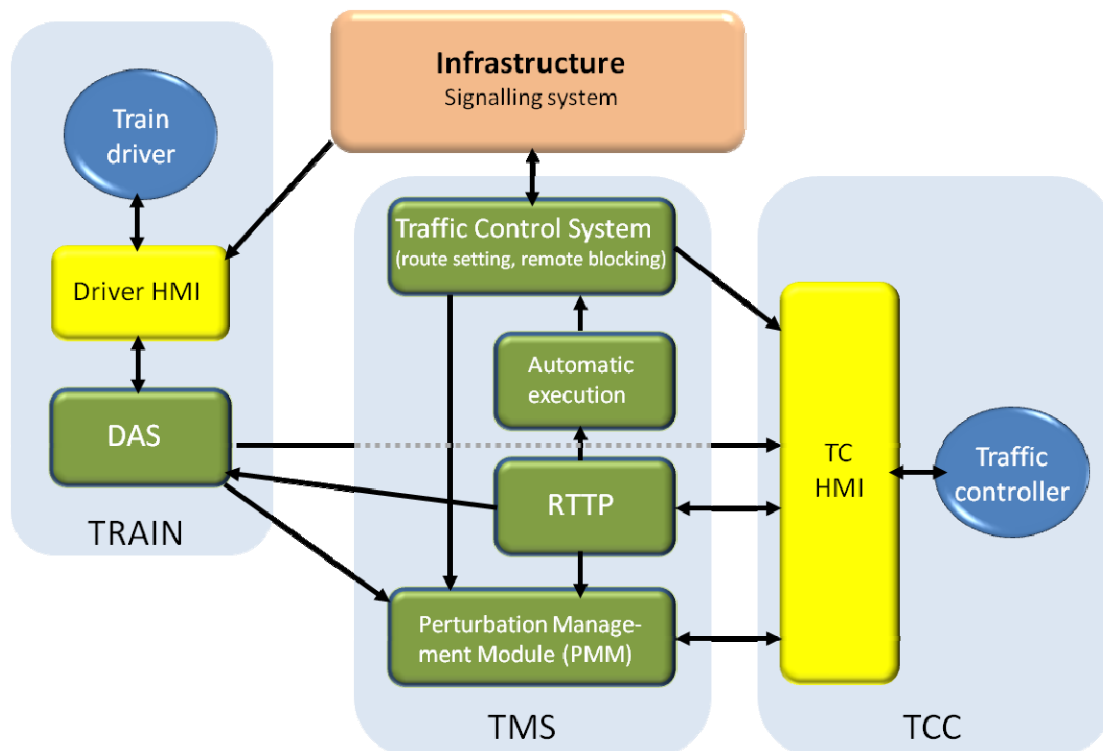 Infrastructure
Signalling system
Train
driver
Driver HMI
DAS
TRAIN
Traffic Control System
(route setting, remote blocking)
Automatic
execution
RTTP
Perturbation Manage-
ment Module (PMM)
TMS
TC
HMI
Traffic
controller
TCC